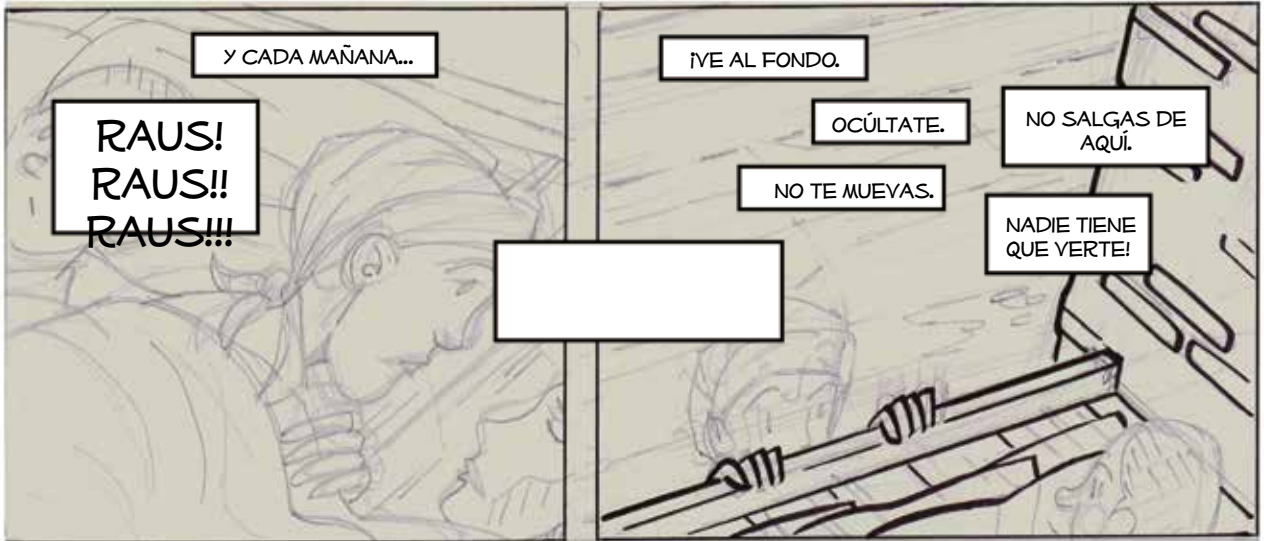 Y CADA MAÑANA...
RAUS!
RAUS!!
RAUS!!!
¡VE AL FONDO.
OCÚLTATE.
NO TE MUEVAS.
NO SALGAS DE
AQUÍ.
NADIE TIENE
QUE VERTE!